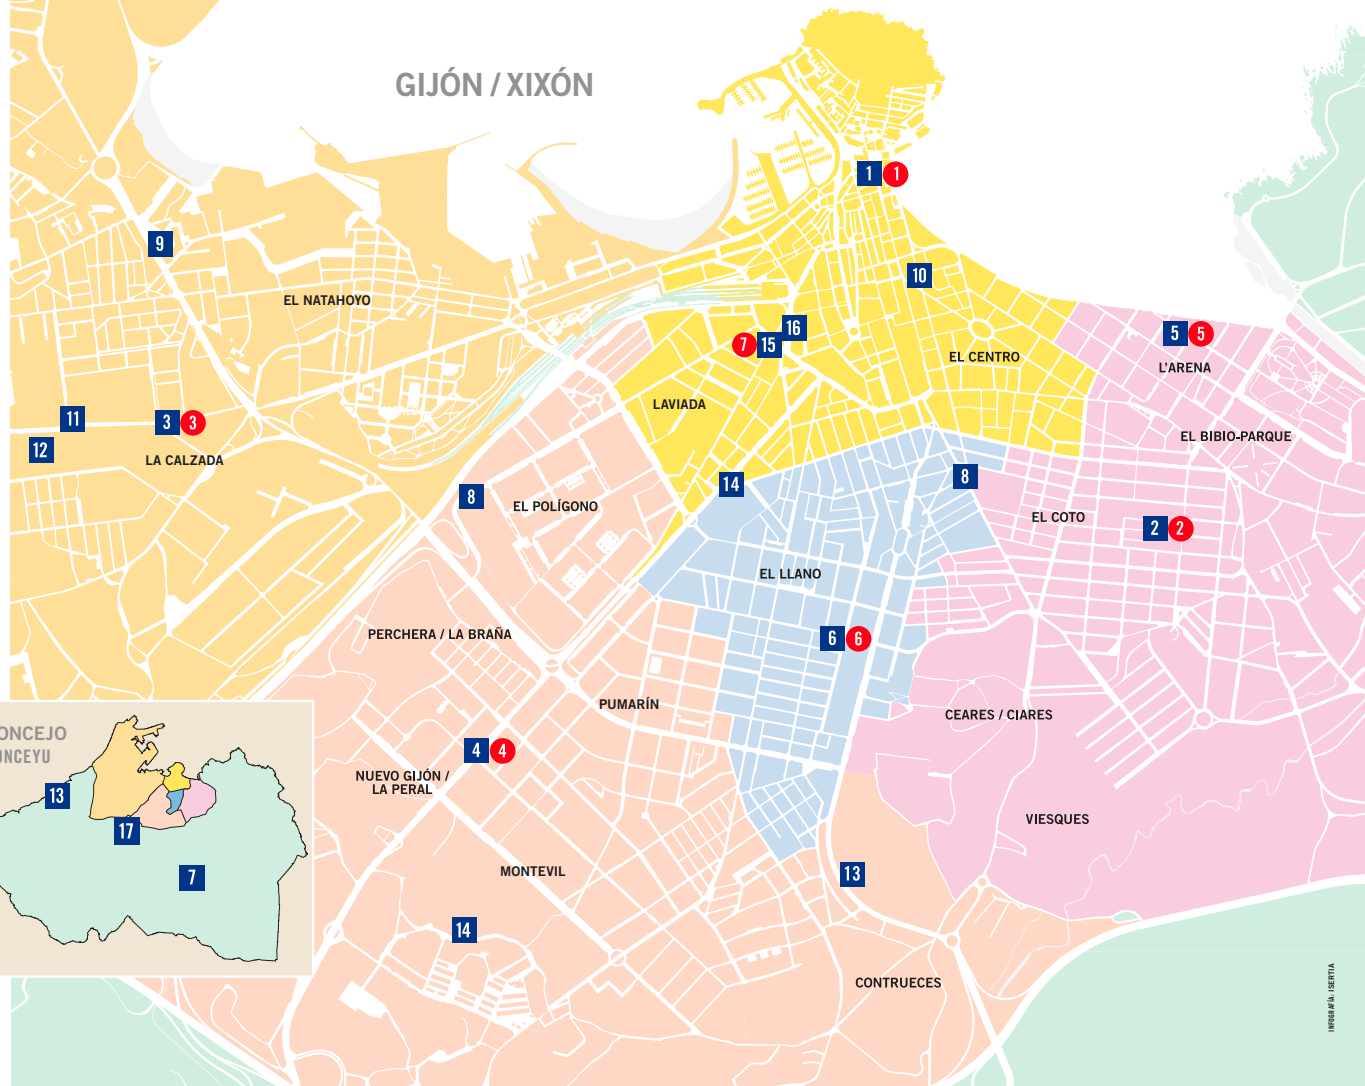 GIJÓN / XIXÓN
1 1
9
10
EL NATAHOYO
16
7 15
5 5
EL CENTRO
L'ARENA
LAVIADA
11
3 3
12
LA CALZADA
EL BIBIO-PARQUE
8
14
8
EL POLÍGONO
EL COTO
2 2
EL LLANO
PERCHERA / LA BRAÑA
6 6
PUMARÍN
CEARES / CIARES
4 4
NUEVO GIJÓN /
LA PERAL
VIESQUES
ONCEJO
ONCEYU
13
17
7
MONTEVIL
13
14
CONTRUECES
INFOGRAFÍA: ISERTIA